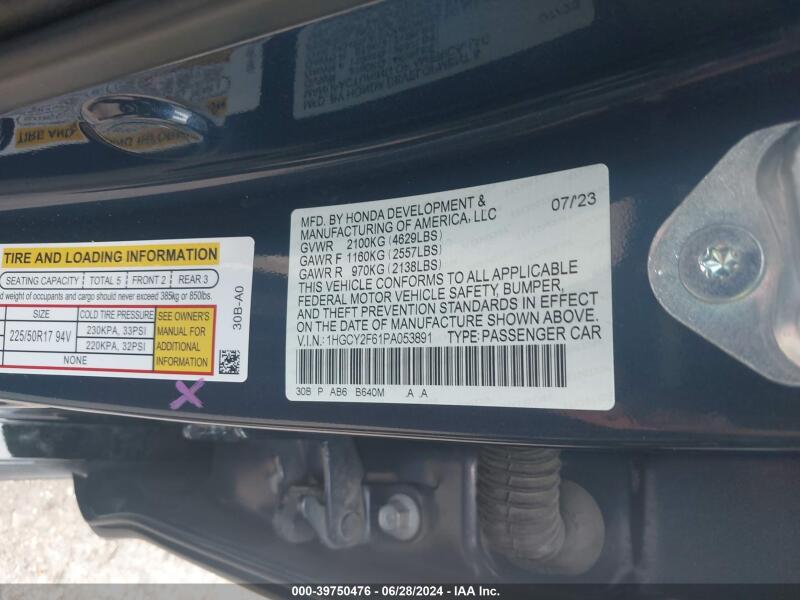 TIRE AND
07/23
MFD. BY HONDA DEVELOPMENT &
MANUFACTURING OF AMERICA, LLC
GVWR 2100KG (4629LBS)
GAWR F 1160KG (2557LBS)
GAWR R 970KG (2138LBS)
THIS VEHICLE CONFORMS TO ALL APPLICABLE
FEDERAL MOTOR VEHICLE SAFETY, BUMPER,
AND THEFT PREVENTION STANDARDS IN EFFECT
ON THE DATE OF MANUFACTURE SHOWN ABOVE.
V.I.N.: 1HGCY2F61PA053891 TYPE: PASSENGER CAR
30B P AB6 B640M .A .A
TIRE AND LOADING INFORMATION
SEATING CAPACITY TOTAL 5 FRONT 2 REAR 3
d weight of occupants and cargo should never exceed 385kg or 850lbs.
SIZE COLD TIRE PRESSURE
225/50R17 94V 230KPA, 33PSI
220KPA, 32PSI
NONE
SEE OWNER'S
MANUAL FOR
ADDITIONAL
INFORMATION
30B-A0
000-39750476 - 06/28/2024 - IAA Inc.